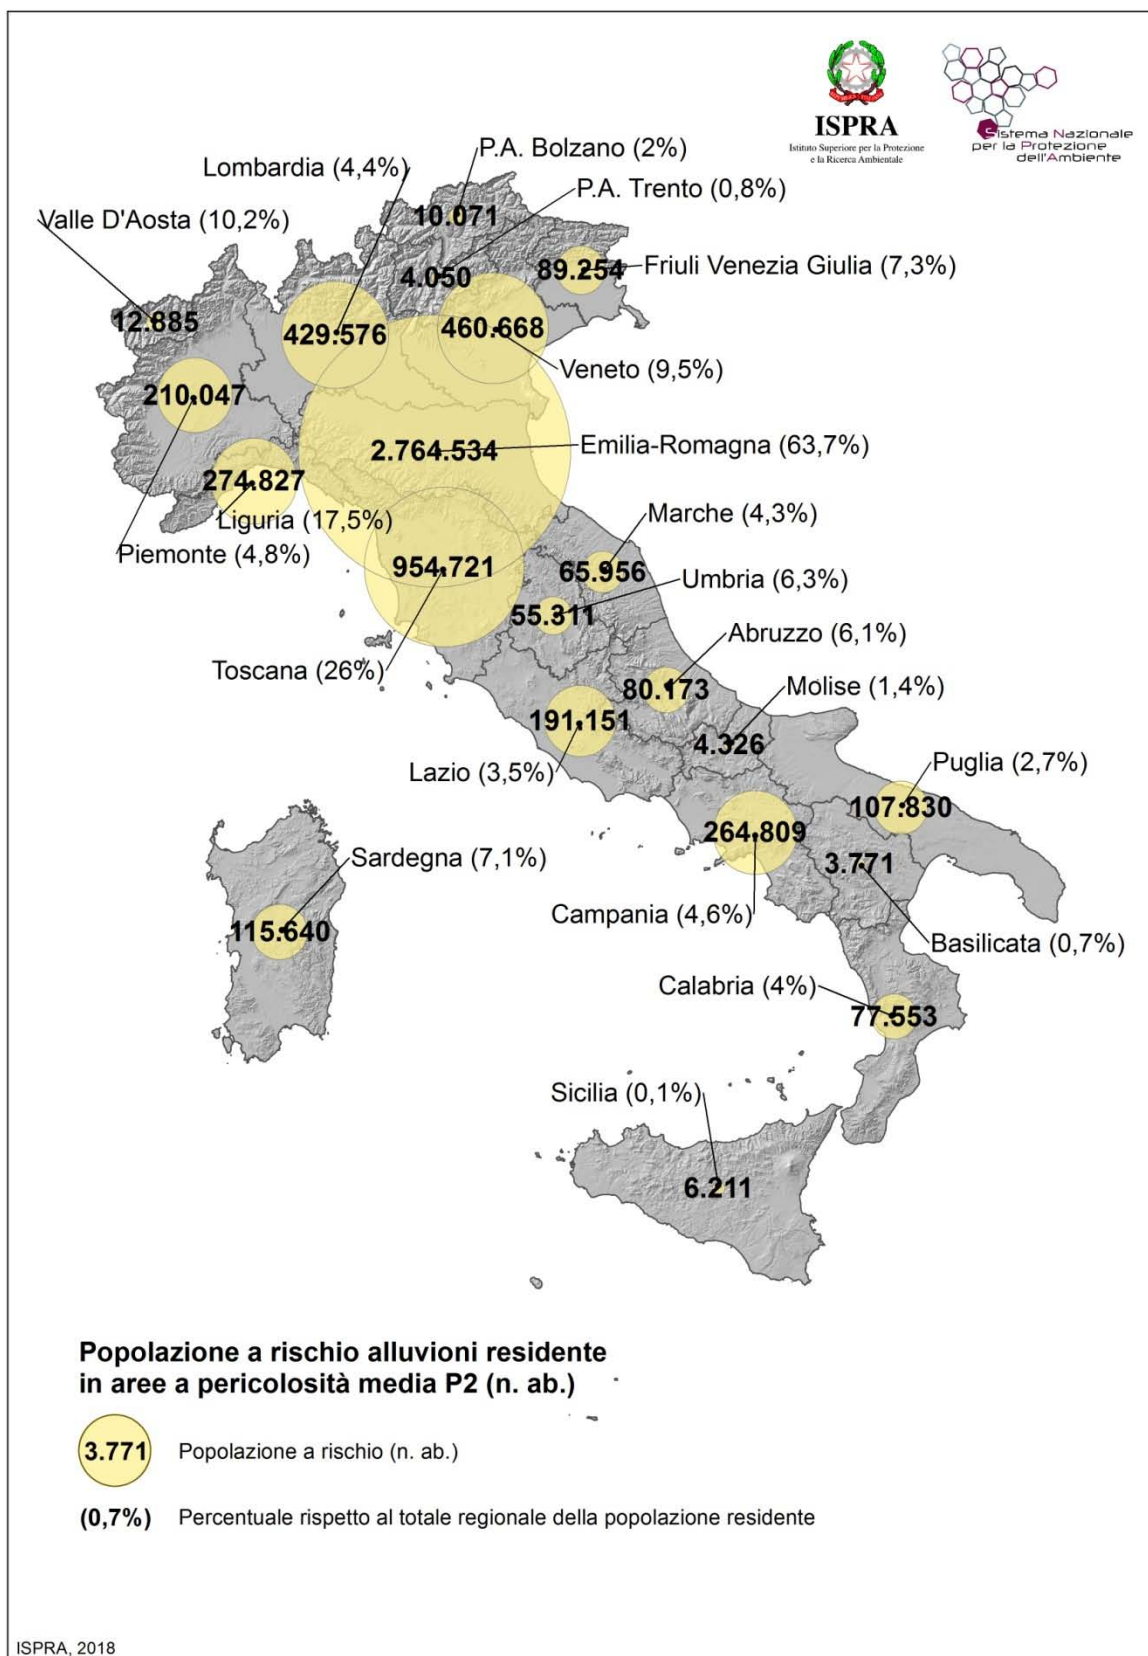 ISPRA
Istituto Superiore per la Protezione
e la Ricerca Ambientale
Sistema Nazionale
per la Protezione
dell'Ambiente
P.A. Bolzano (2%)
Lombardia (4,4%)
P.A. Trento (0,8%)
Valle D'Aosta (10,2%)
10.071
4.050
89.254
Friuli Venezia Giulia (7,3%)
12.885
429.576
460.668
Veneto (9,5%)
210.047
2.764.534
Emilia-Romagna (63,7%)
274.827
Liguria (17,5%)
Marche (4,3%)
Piemonte (4,8%)
954.721
65.956
Umbria (6,3%)
55.311
Abruzzo (6,1%)
Toscana (26%)
80.173
Molise (1,4%)
191.151
4.326
Lazio (3,5%)
Puglia (2,7%)
107.830
264.809
Sardegna (7,1%)
3.771
Campania (4,6%)
115.640
Basilicata (0,7%)
Calabria (4%)
77.553
Sicilia (0,1%)
6.211
Popolazione a rischio alluvioni residente
in aree a pericolosità media P2 (n. ab.)
3.771 Popolazione a rischio (n. ab.)
(0,7%) Percentuale rispetto al totale regionale della popolazione residente
ISPRA, 2018